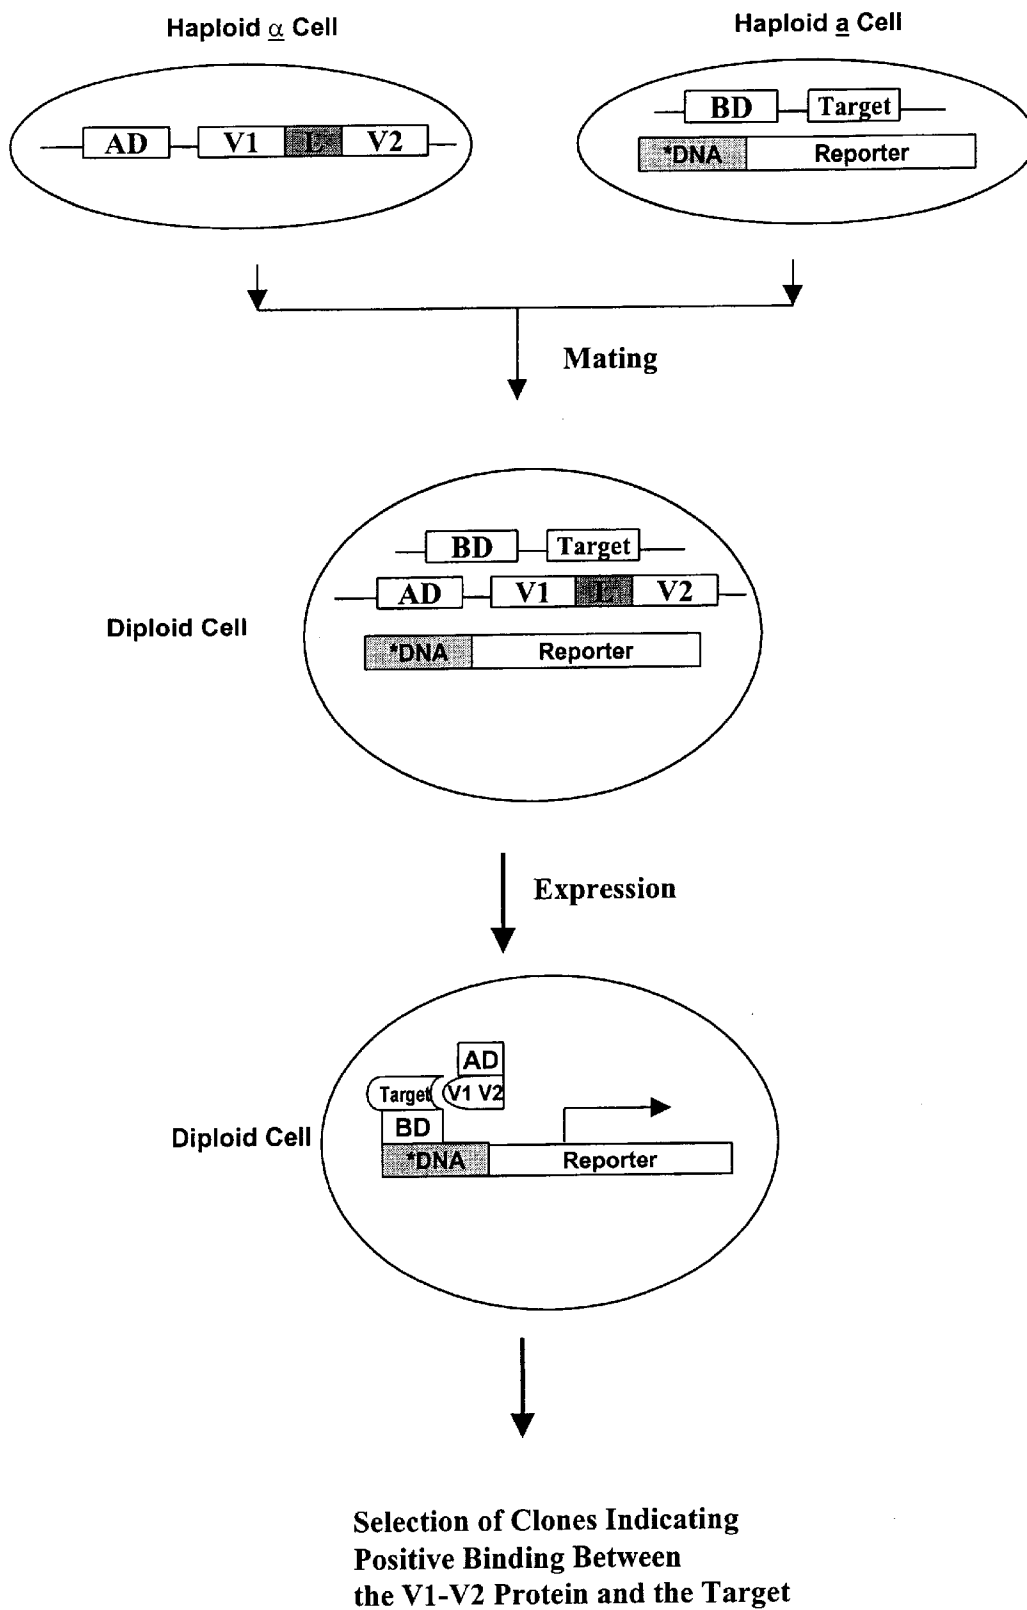 Haploid α Cell
Haploid a Cell
AD V1 L V2
BD Target
*DNA Reporter
Mating
BD Target
AD V1 L V2
*DNA Reporter
Diploid Cell
Expression
AD
Target V1 V2
BD
*DNA Reporter
Diploid Cell
Selection of Clones Indicating
Positive Binding Between
the V1-V2 Protein and the Target